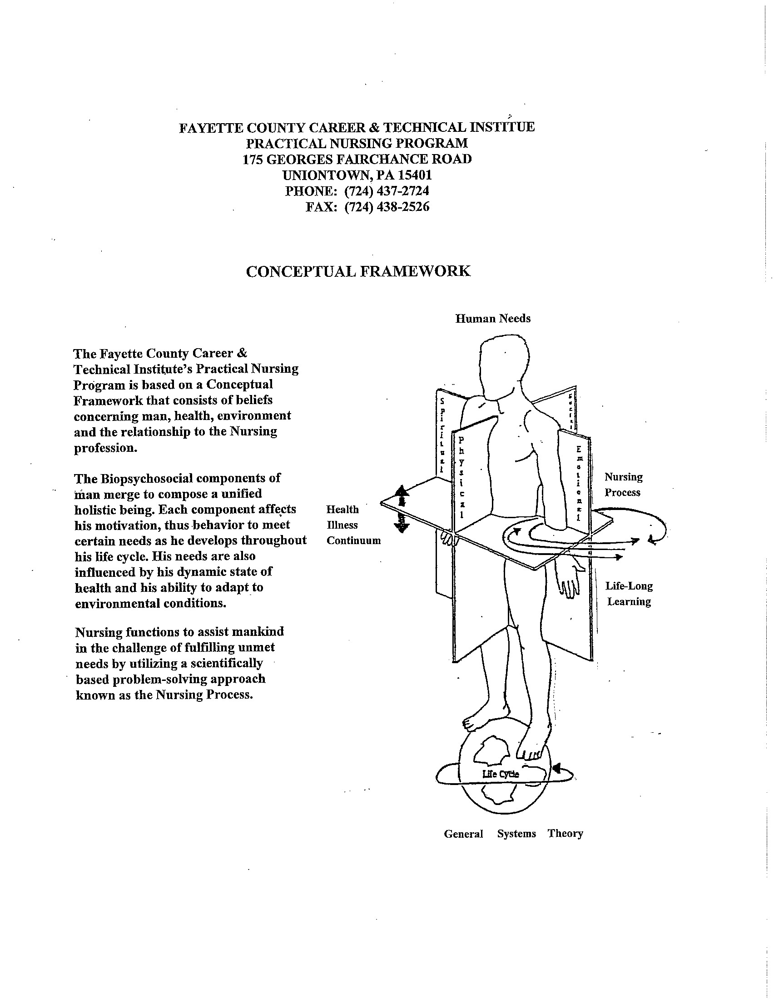 FAYETTE COUNTY CAREER & TECHNICAL INSTITUE
PRACTICAL NURSING PROGRAM
175 GEORGES FAIRCHANCE ROAD
UNIONTOWN, PA 15401
PHONE: (724) 437-2724
FAX: (724) 438-2526
CONCEPTUAL FRAMEWORK
The Fayette County Career &
Technical Institute's Practical Nursing
Program is based on a Conceptual
Framework that consists of beliefs
concerning man, health, environment
and the relationship to the Nursing
profession.
The Biopsychosocial components of
man merge to compose a unified
holistic being. Each component affects
his motivation, thus behavior to meet
certain needs as he develops throughout
his life cycle. His needs are also
influenced by his dynamic state of
health and his ability to adapt to
environmental conditions.
Nursing functions to assist mankind
in the challenge of fulfilling unmet
needs by utilizing a scientifically
based problem-solving approach
known as the Nursing Process.
Human Needs
Spiritual
Physical
Emotional
Nursing
Process
Health
Illness
Continuum
Life-Long
Learning
Life Cycle
General Systems Theory